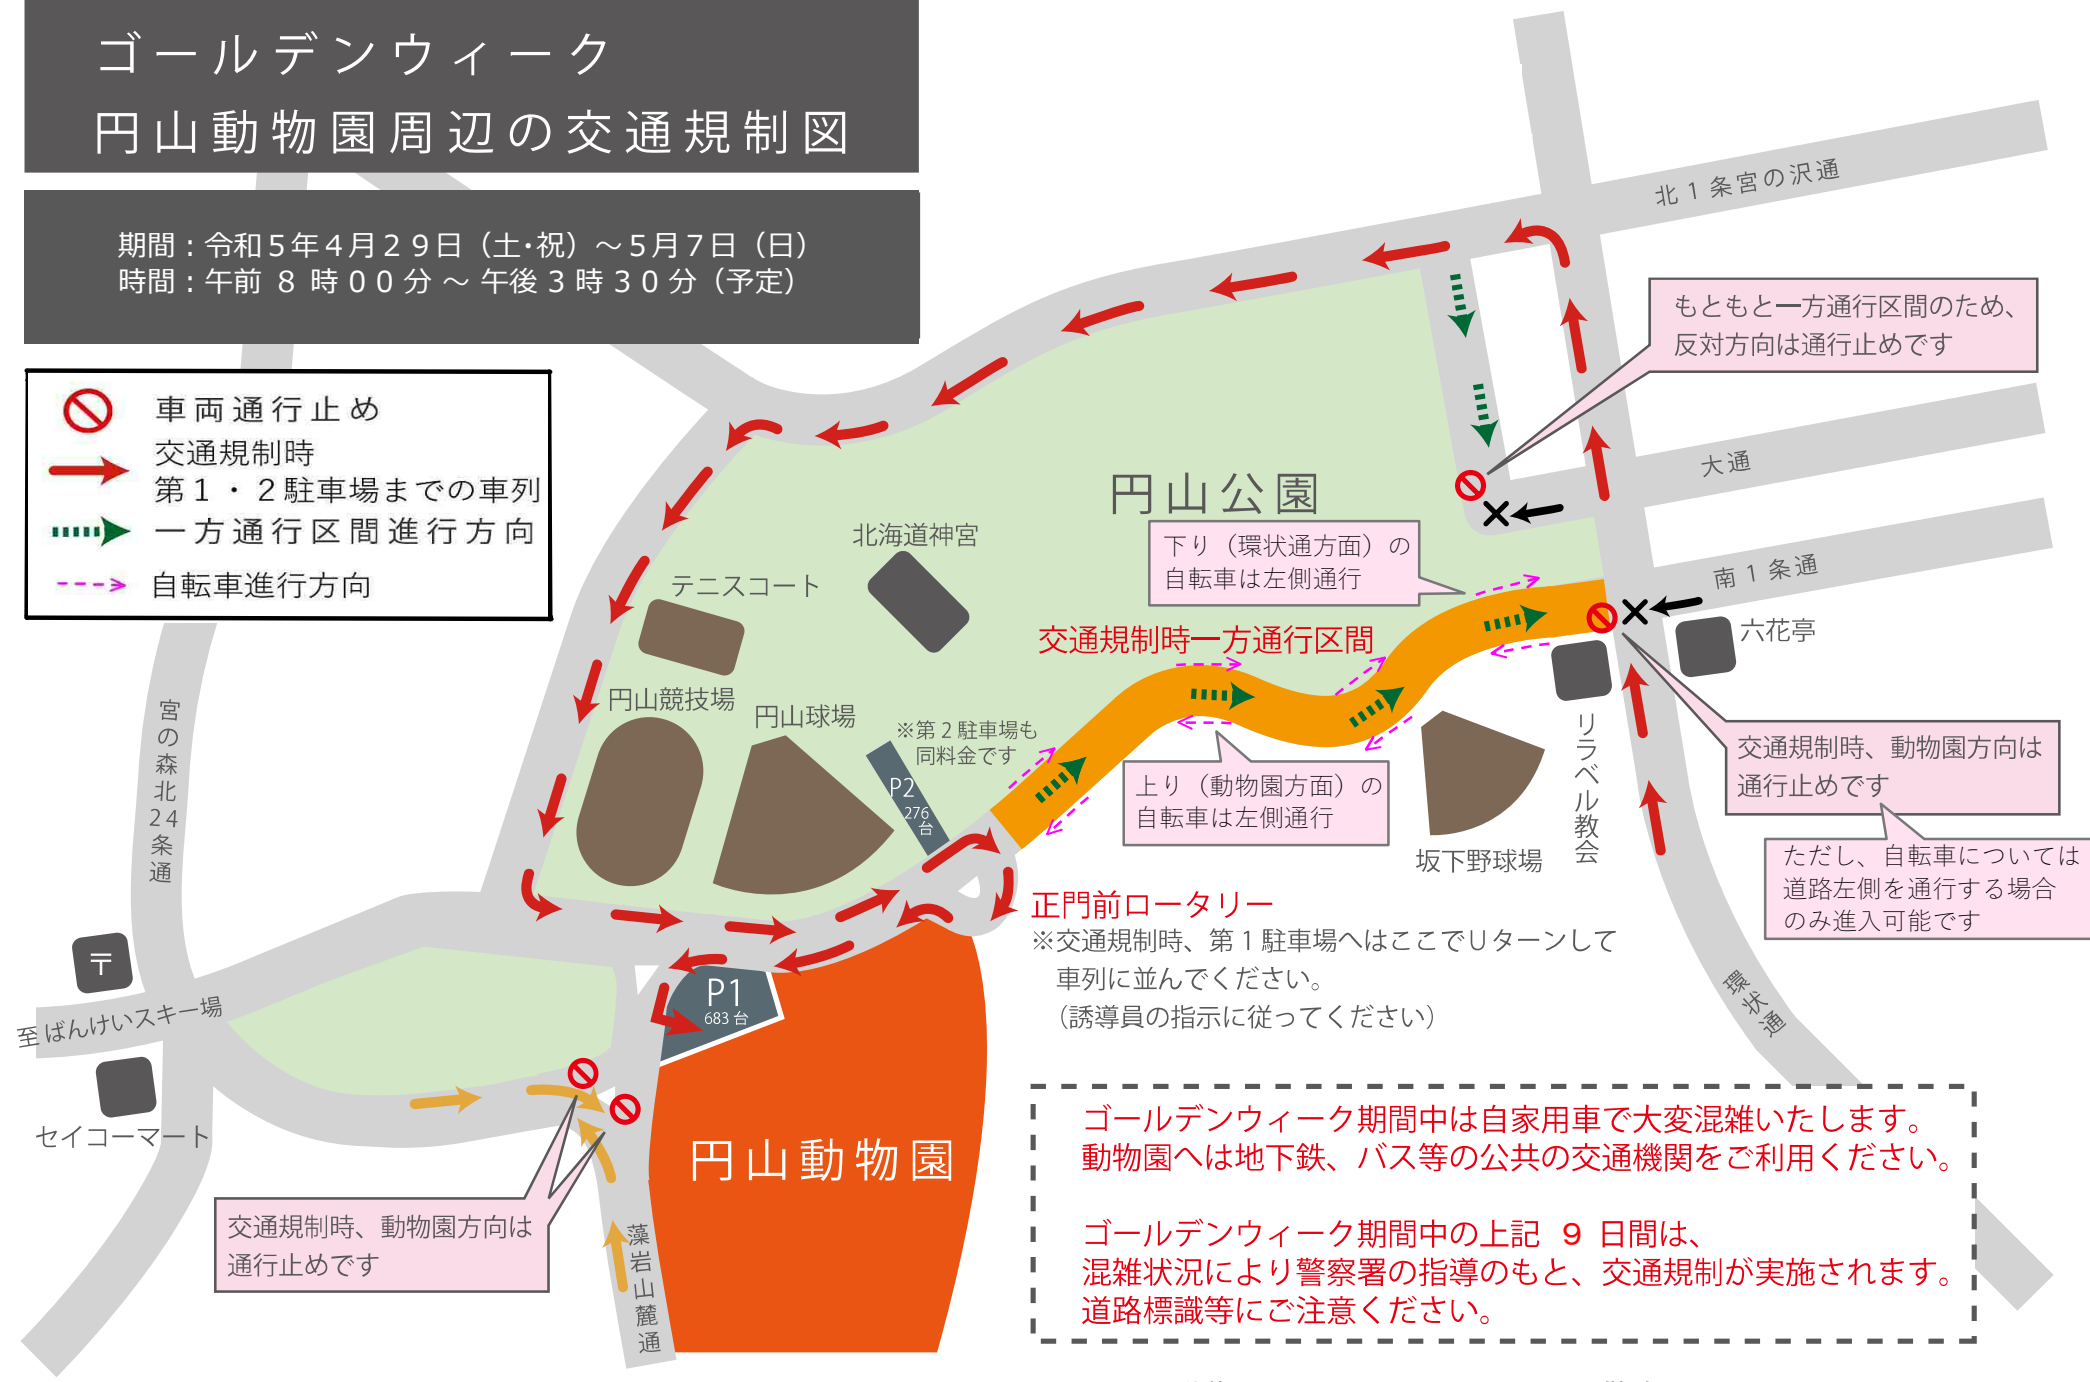 ゴールデンウィーク
円山動物園周辺の交通規制図
期間：令和５年４月２９日（土・祝）～５月７日（日）
時間：午前 ８ 時００分 ～ 午後３時３０分（予定）
車両通行止め
交通規制時
第１・２駐車場までの車列
一方通行区間進行方向
自転車進行方向
北１条宮の沢通
もともと一方通行区間のため、
反対方向は通行止めです
大通
南１条通
六花亭
円山公園
下り（環状通方面）の
自転車は左側通行
北海道神宮
テニスコート
交通規制時一方通行区間
円山競技場
円山球場
※第２駐車場も
同料金です
P2
276
台
上り（動物園方面）の
自転車は左側通行
リラベル教会
坂下野球場
交通規制時、動物園方向は
通行止めです
ただし、自転車については
道路左側を通行する場合
のみ進入可能です
宮の森北24条通
正門前ロータリー
※交通規制時、第１駐車場へはここでＵターンして
車列に並んでください。
（誘導員の指示に従ってください）
環状通
〒
至ばんけいスキー場
P1
683台
セイコーマート
円山動物園
交通規制時、動物園方向は
通行止めです
藻岩山麓通
ゴールデンウィーク期間中は自家用車で大変混雑いたします。
動物園へは地下鉄、バス等の公共の交通機関をご利用ください。
ゴールデンウィーク期間中の上記 ９ 日間は、
混雑状況により警察署の指導のもと、交通規制が実施されます。
道路標識等にご注意ください。